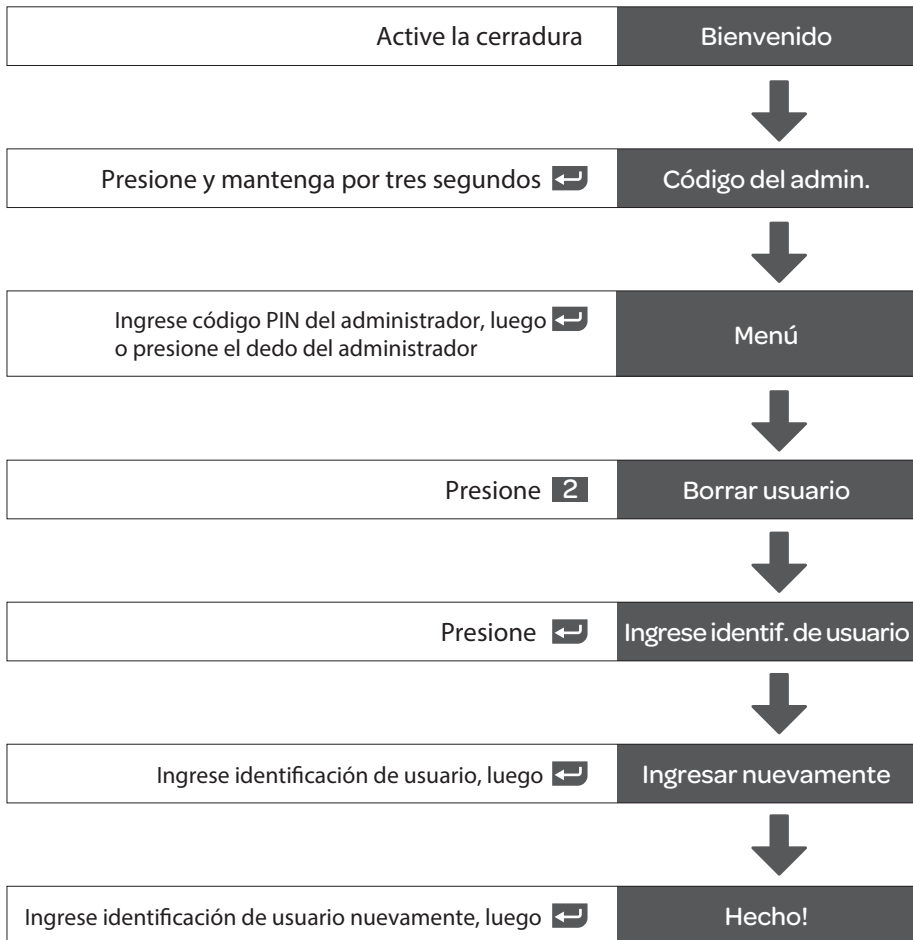 Active la cerradura Bienvenido
Presione y mantenga por tres segundos Código del admin.
Ingrese código PIN del administrador, luego
o presione el dedo del administrador
Menú
Presione 2 Borrar usuario
Presione Ingrese identif. de usuario
Ingrese identificación de usuario, luego Ingresar nuevamente
Ingrese identificación de usuario nuevamente, luego Hecho!